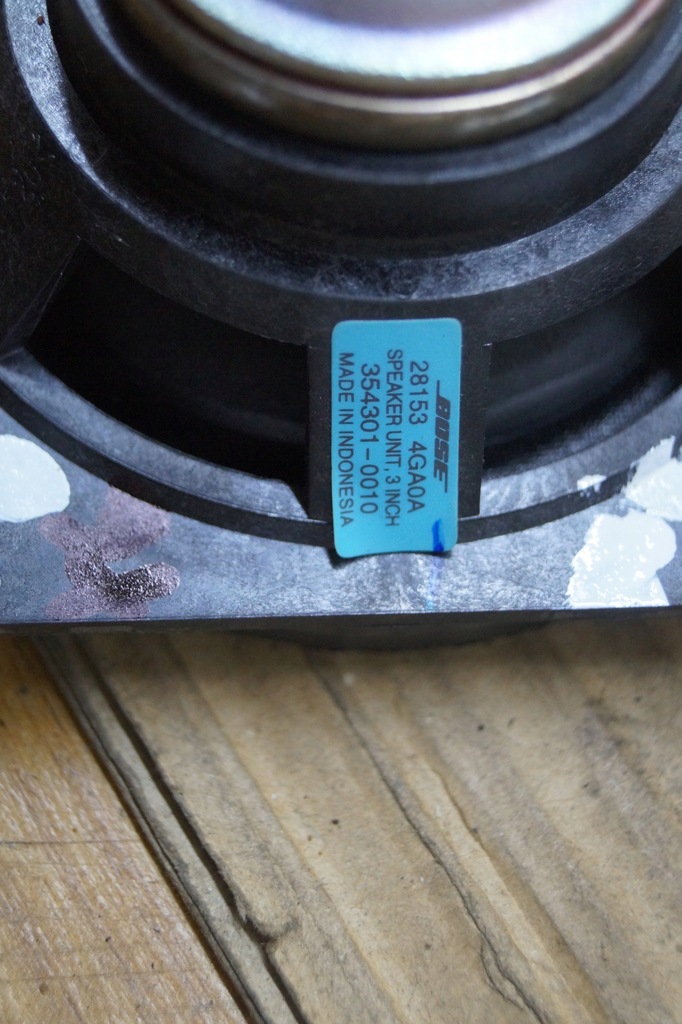 BOSE
28153 4GA0A
SPEAKER UNIT, 3 INCH
354301-0010
MADE IN INDONESIA